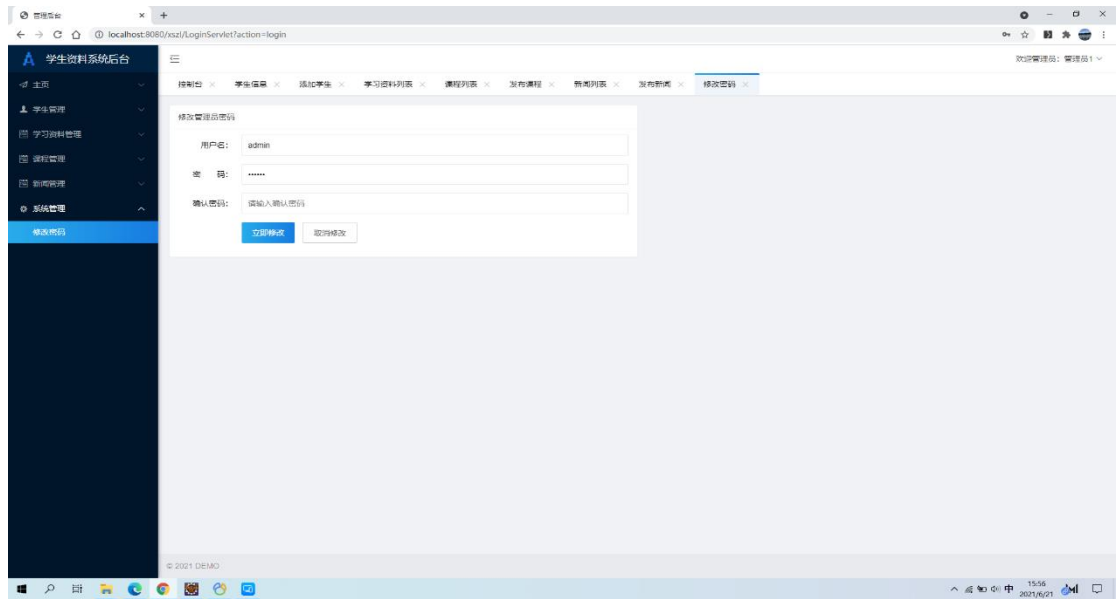 管理后台
localhost:8080/xszl/LoginServlet?action=login
学生资料系统后台
欢迎管理员：管理员1
主页
学生管理
学习资料管理
课程管理
新闻管理
系统管理
修改密码
控制台 学生信息 添加学生 学习资料列表 课程列表 发布课程 新闻列表 发布新闻 修改密码
修改管理员密码
用户名： admin
密 码： ••••••
确认密码： 请输入确认密码
立即修改 取消修改
© 2021 DEMO
中 15:56
2021/6/21